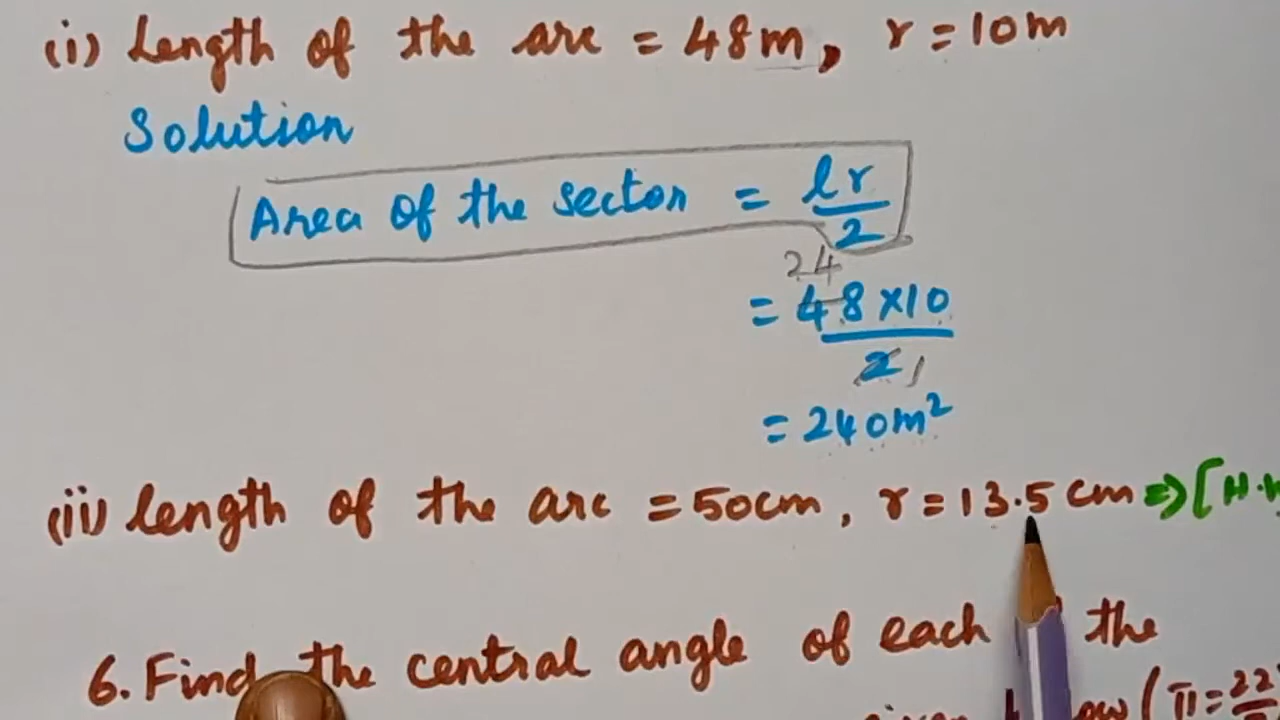 (i) Length of the arc = 48m, r = 10m
Solution
Area of the sector = lr/2
24
= 48 × 10
2 1
= 240m²
(ii) length of the arc = 50cm, r = 13.5 cm ⇒ [H.
6. Find the central angle of each the
(π = 22